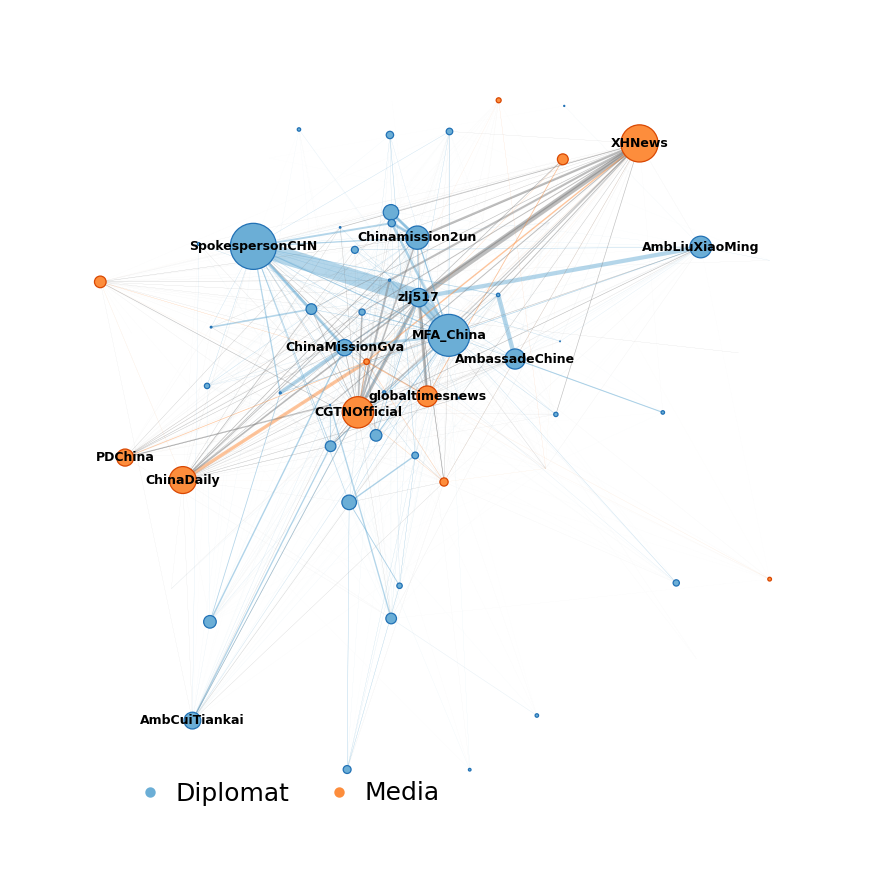 XHNews
Chinamission2un
SpokespersonCHN
AmbLiuXiaoMing
zlj517
MFA_China
ChinaMissionGva
AmbassadeChine
globaltimesnews
CGTNOfficial
PDChina
ChinaDaily
AmbCuiTiankai
Diplomat Media